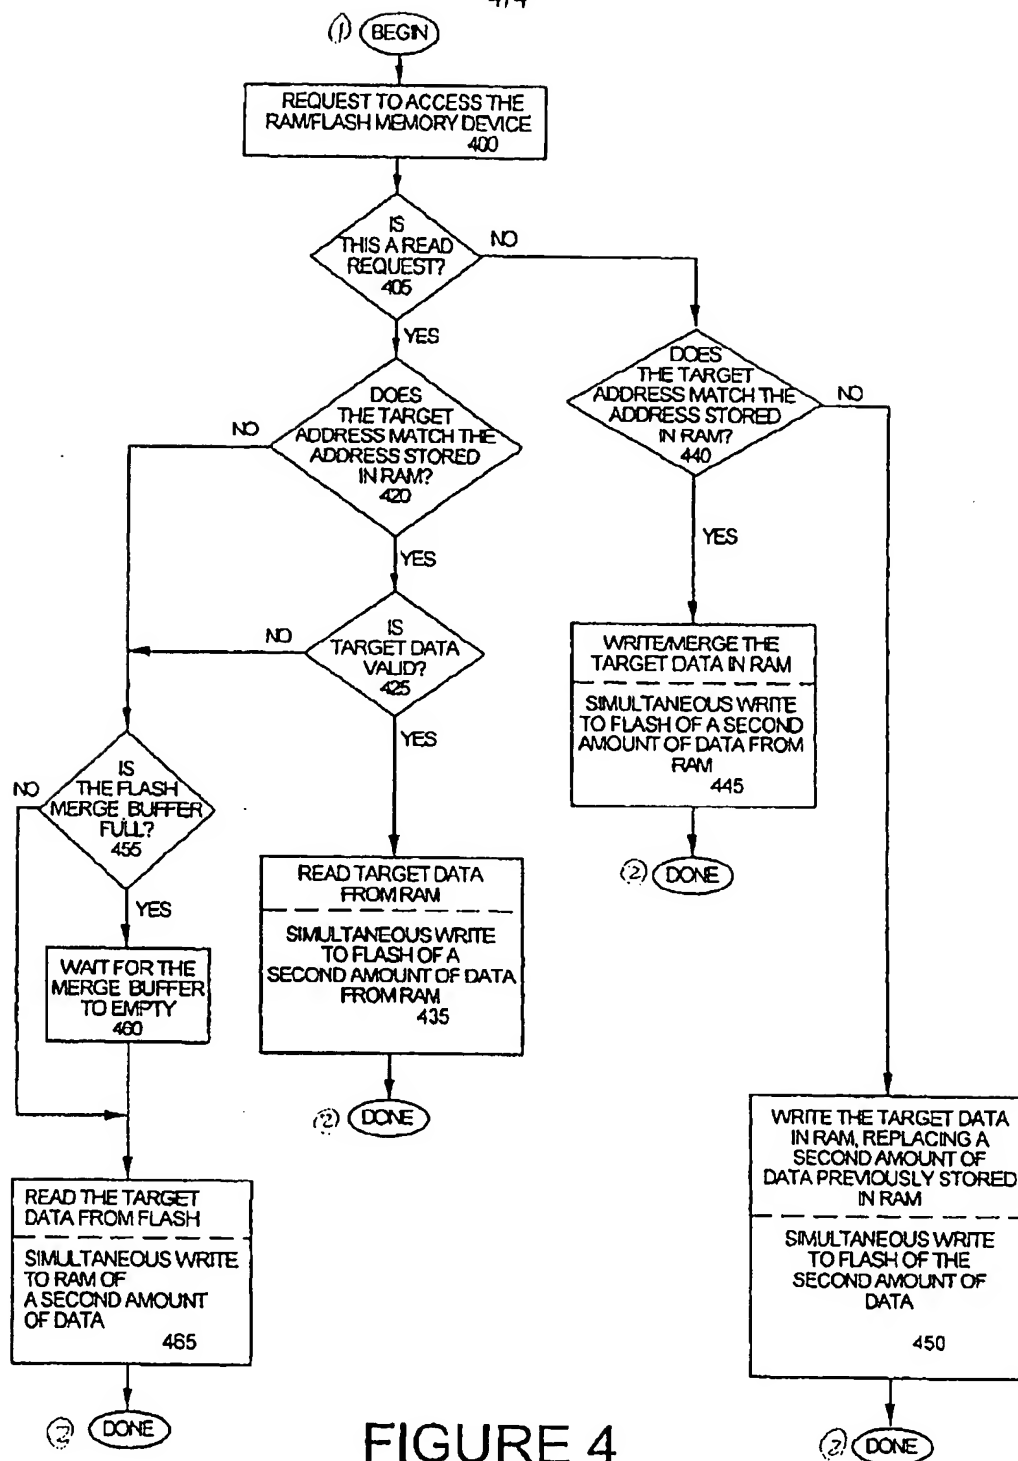 4/4
① BEGIN
REQUEST TO ACCESS THE
RAM/FLASH MEMORY DEVICE
400
IS
THIS A READ
REQUEST?
405
NO
YES
DOES
THE TARGET
ADDRESS MATCH THE
ADDRESS STORED
IN RAM?
420
NO
YES
DOES
THE TARGET
ADDRESS MATCH THE
ADDRESS STORED
IN RAM?
440
NO
YES
IS
TARGET DATA
VALID?
425
NO
YES
WRITE/MERGE THE
TARGET DATA IN RAM
SIMULTANEOUS WRITE
TO FLASH OF A SECOND
AMOUNT OF DATA FROM
RAM
445
② DONE
IS
THE FLASH
MERGE BUFFER
FULL?
455
NO
YES
WAIT FOR THE
MERGE BUFFER
TO EMPTY
460
READ TARGET DATA
FROM RAM
SIMULTANEOUS WRITE
TO FLASH OF A
SECOND AMOUNT OF DATA
FROM RAM
435
② DONE
READ THE TARGET
DATA FROM FLASH
SIMULTANEOUS WRITE
TO RAM OF
A SECOND AMOUNT
OF DATA
465
② DONE
WRITE THE TARGET DATA
IN RAM, REPLACING A
SECOND AMOUNT OF
DATA PREVIOUSLY STORED
IN RAM
SIMULTANEOUS WRITE
TO FLASH OF THE
SECOND AMOUNT OF
DATA
450
② DONE
FIGURE 4